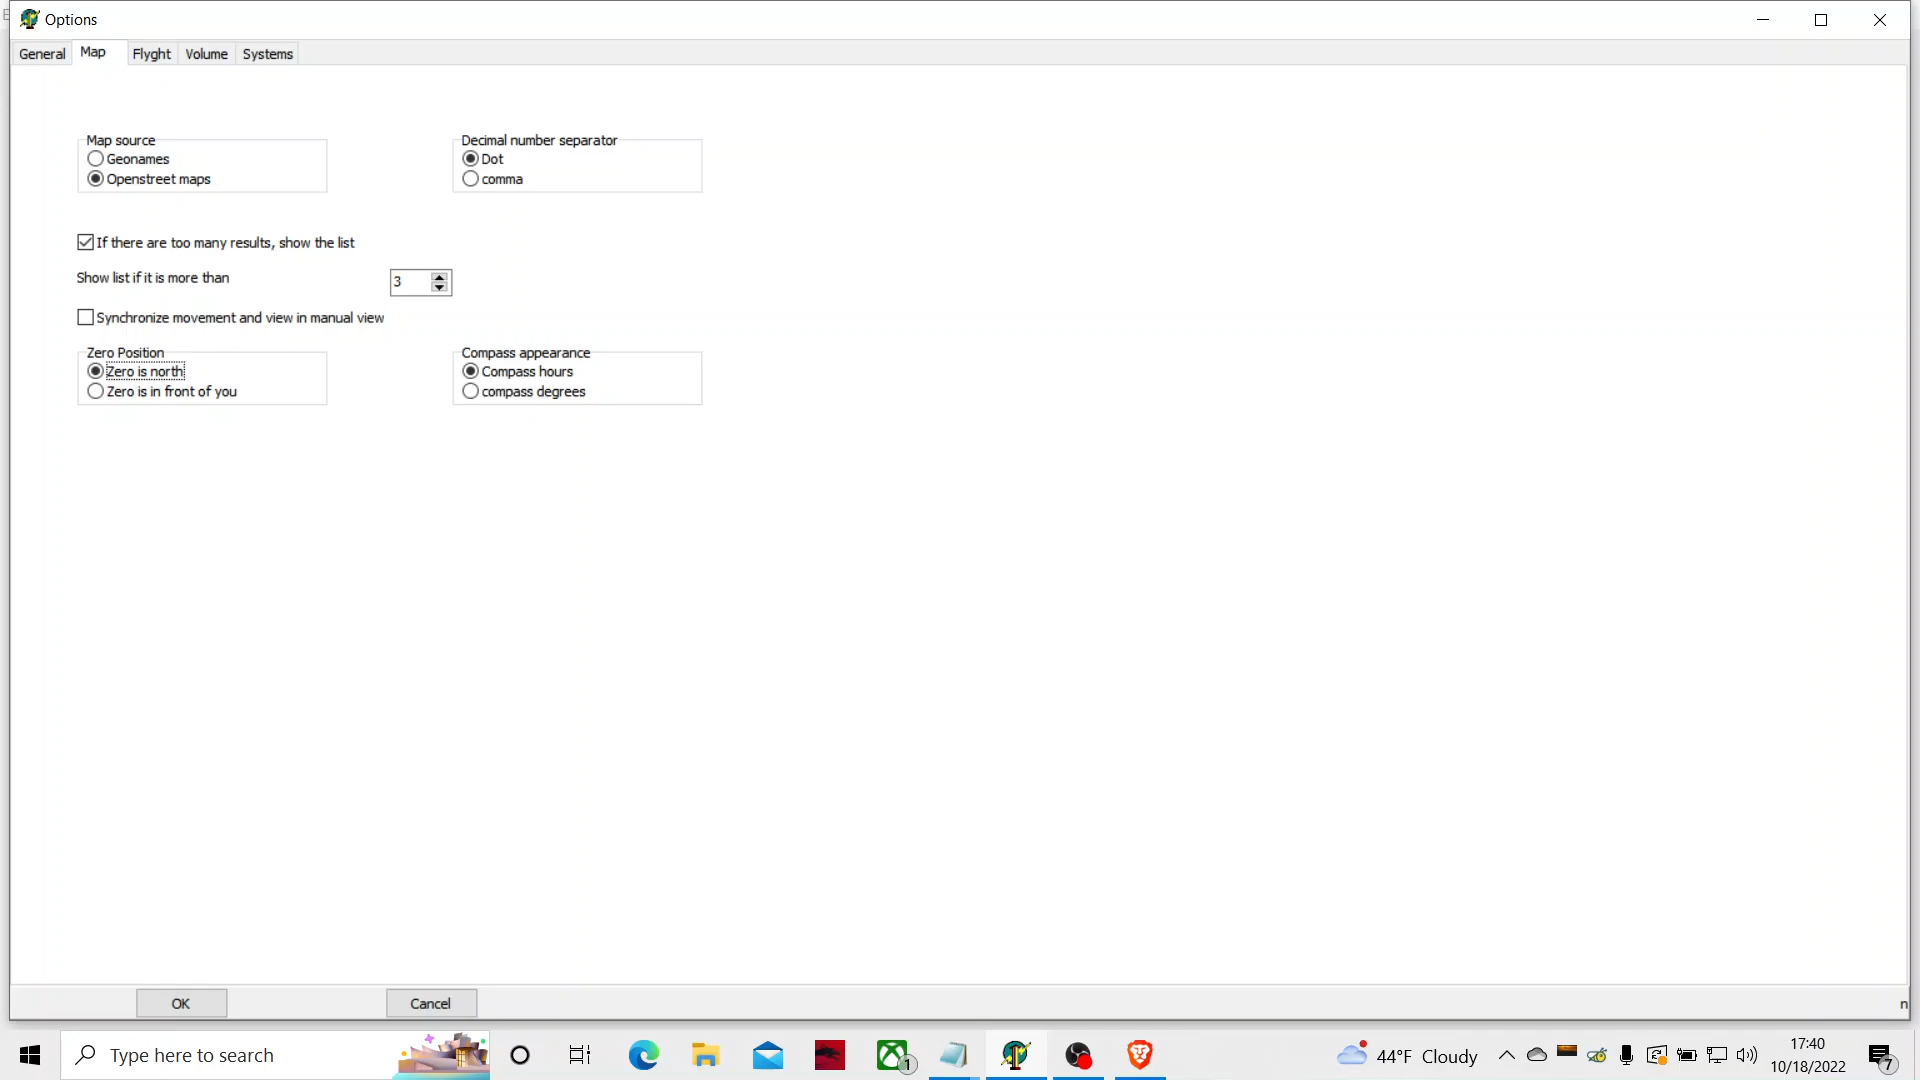 Options
General Map Flyght Volume Systems
Map source
Geonames
Openstreet maps
Decimal number separator
Dot
comma
If there are too many results, show the list
Show list if it is more than 3
Synchronize movement and view in manual view
Zero Position
Zero is north
Zero is in front of you
Compass appearance
Compass hours
compass degrees
OK Cancel n
Type here to search
1
44°F Cloudy
17:40
10/18/2022
7